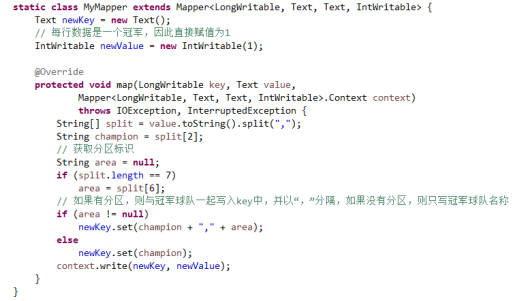 static class MyMapper extends Mapper<LongWritable, Text, Text, IntWritable> {
    Text newKey = new Text();
    // 每行数据是一个冠军，因此直接赋值为1
    IntWritable newValue = new IntWritable(1);

    @Override
    protected void map(LongWritable key, Text value,
            Mapper<LongWritable, Text, Text, IntWritable>.Context context)
            throws IOException, InterruptedException {
        String[] split = value.toString().split(",");
        String champion = split[2];
        // 获取分区标识
        String area = null;
        if (split.length == 7)
            area = split[6];
        // 如果有分区，则与冠军球队一起写入key中，并以“，”分隔，如果没有分区，则只写冠军球队名称
        if (area != null)
            newKey.set(champion + "," + area);
        else
            newKey.set(champion);
        context.write(newKey, newValue);
    }
}